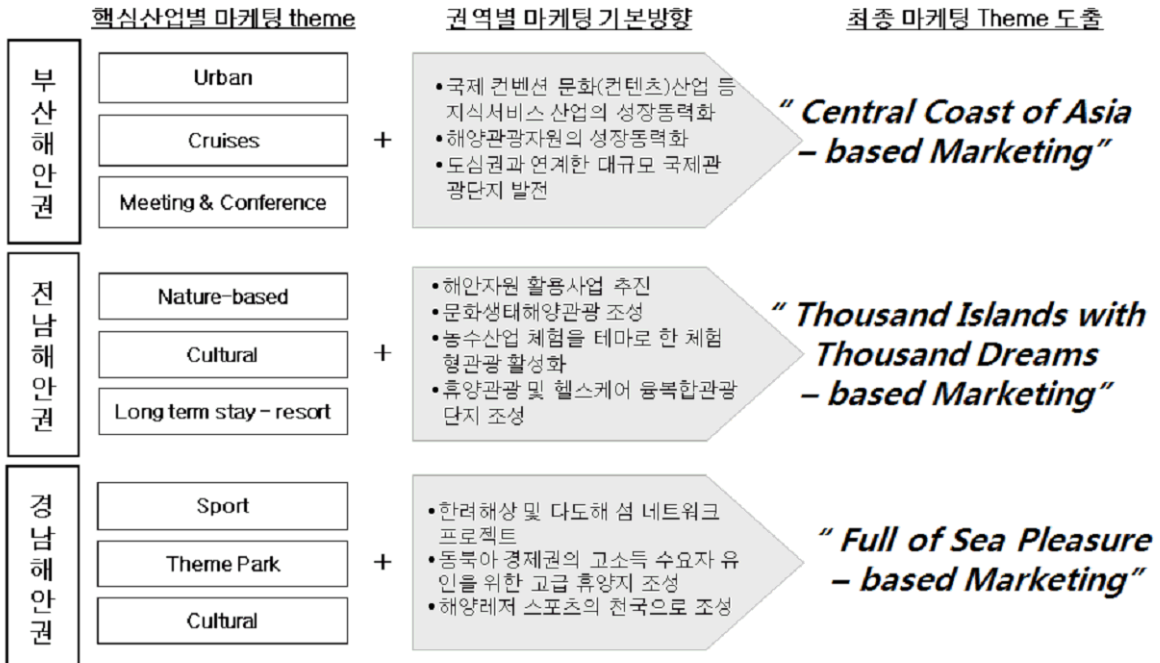 핵심산업별 마케팅 theme
권역별 마케팅 기본방향
최종 마케팅 Theme 도출
부산해안권
Urban
Cruises
Meeting & Conference
+
•국제 컨벤션 문화(컨텐츠)산업 등
지식서비스 산업의 성장동력화
•해양관광자원의 성장동력화
•도심권과 연계한 대규모 국제관
광단지 발전
“ Central Coast of Asia
– based Marketing”
전남해안권
Nature-based
Cultural
Long term stay – resort
+
•해안자원 활용사업 추진
•문화생태해양관광 조성
•농수산업 체험을 테마로 한 체험
형관광 활성화
•휴양관광 및 헬스케어 융복합관광
단지 조성
“ Thousand Islands with
Thousand Dreams
– based Marketing”
경남해안권
Sport
Theme Park
Cultural
+
•한려해상 및 다도해 섬 네트워크
프로젝트
•동북아 경제권의 고소득 수요자 유
인을 위한 고급 휴양지 조성
•해양레저 스포츠의 천국으로 조성
“ Full of Sea Pleasure
– based Marketing”